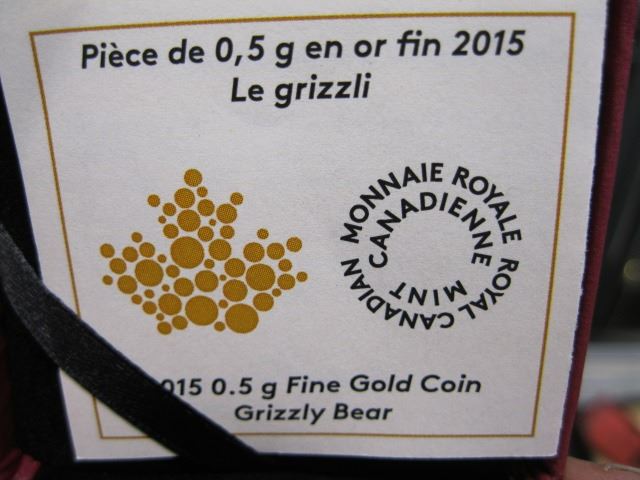 Pièce de 0,5 g en or fin 2015
Le grizzli
MONNAIE ROYALE CANADIENNE
ROYAL CANADIAN MINT
015 0.5 g Fine Gold Coin
Grizzly Bear